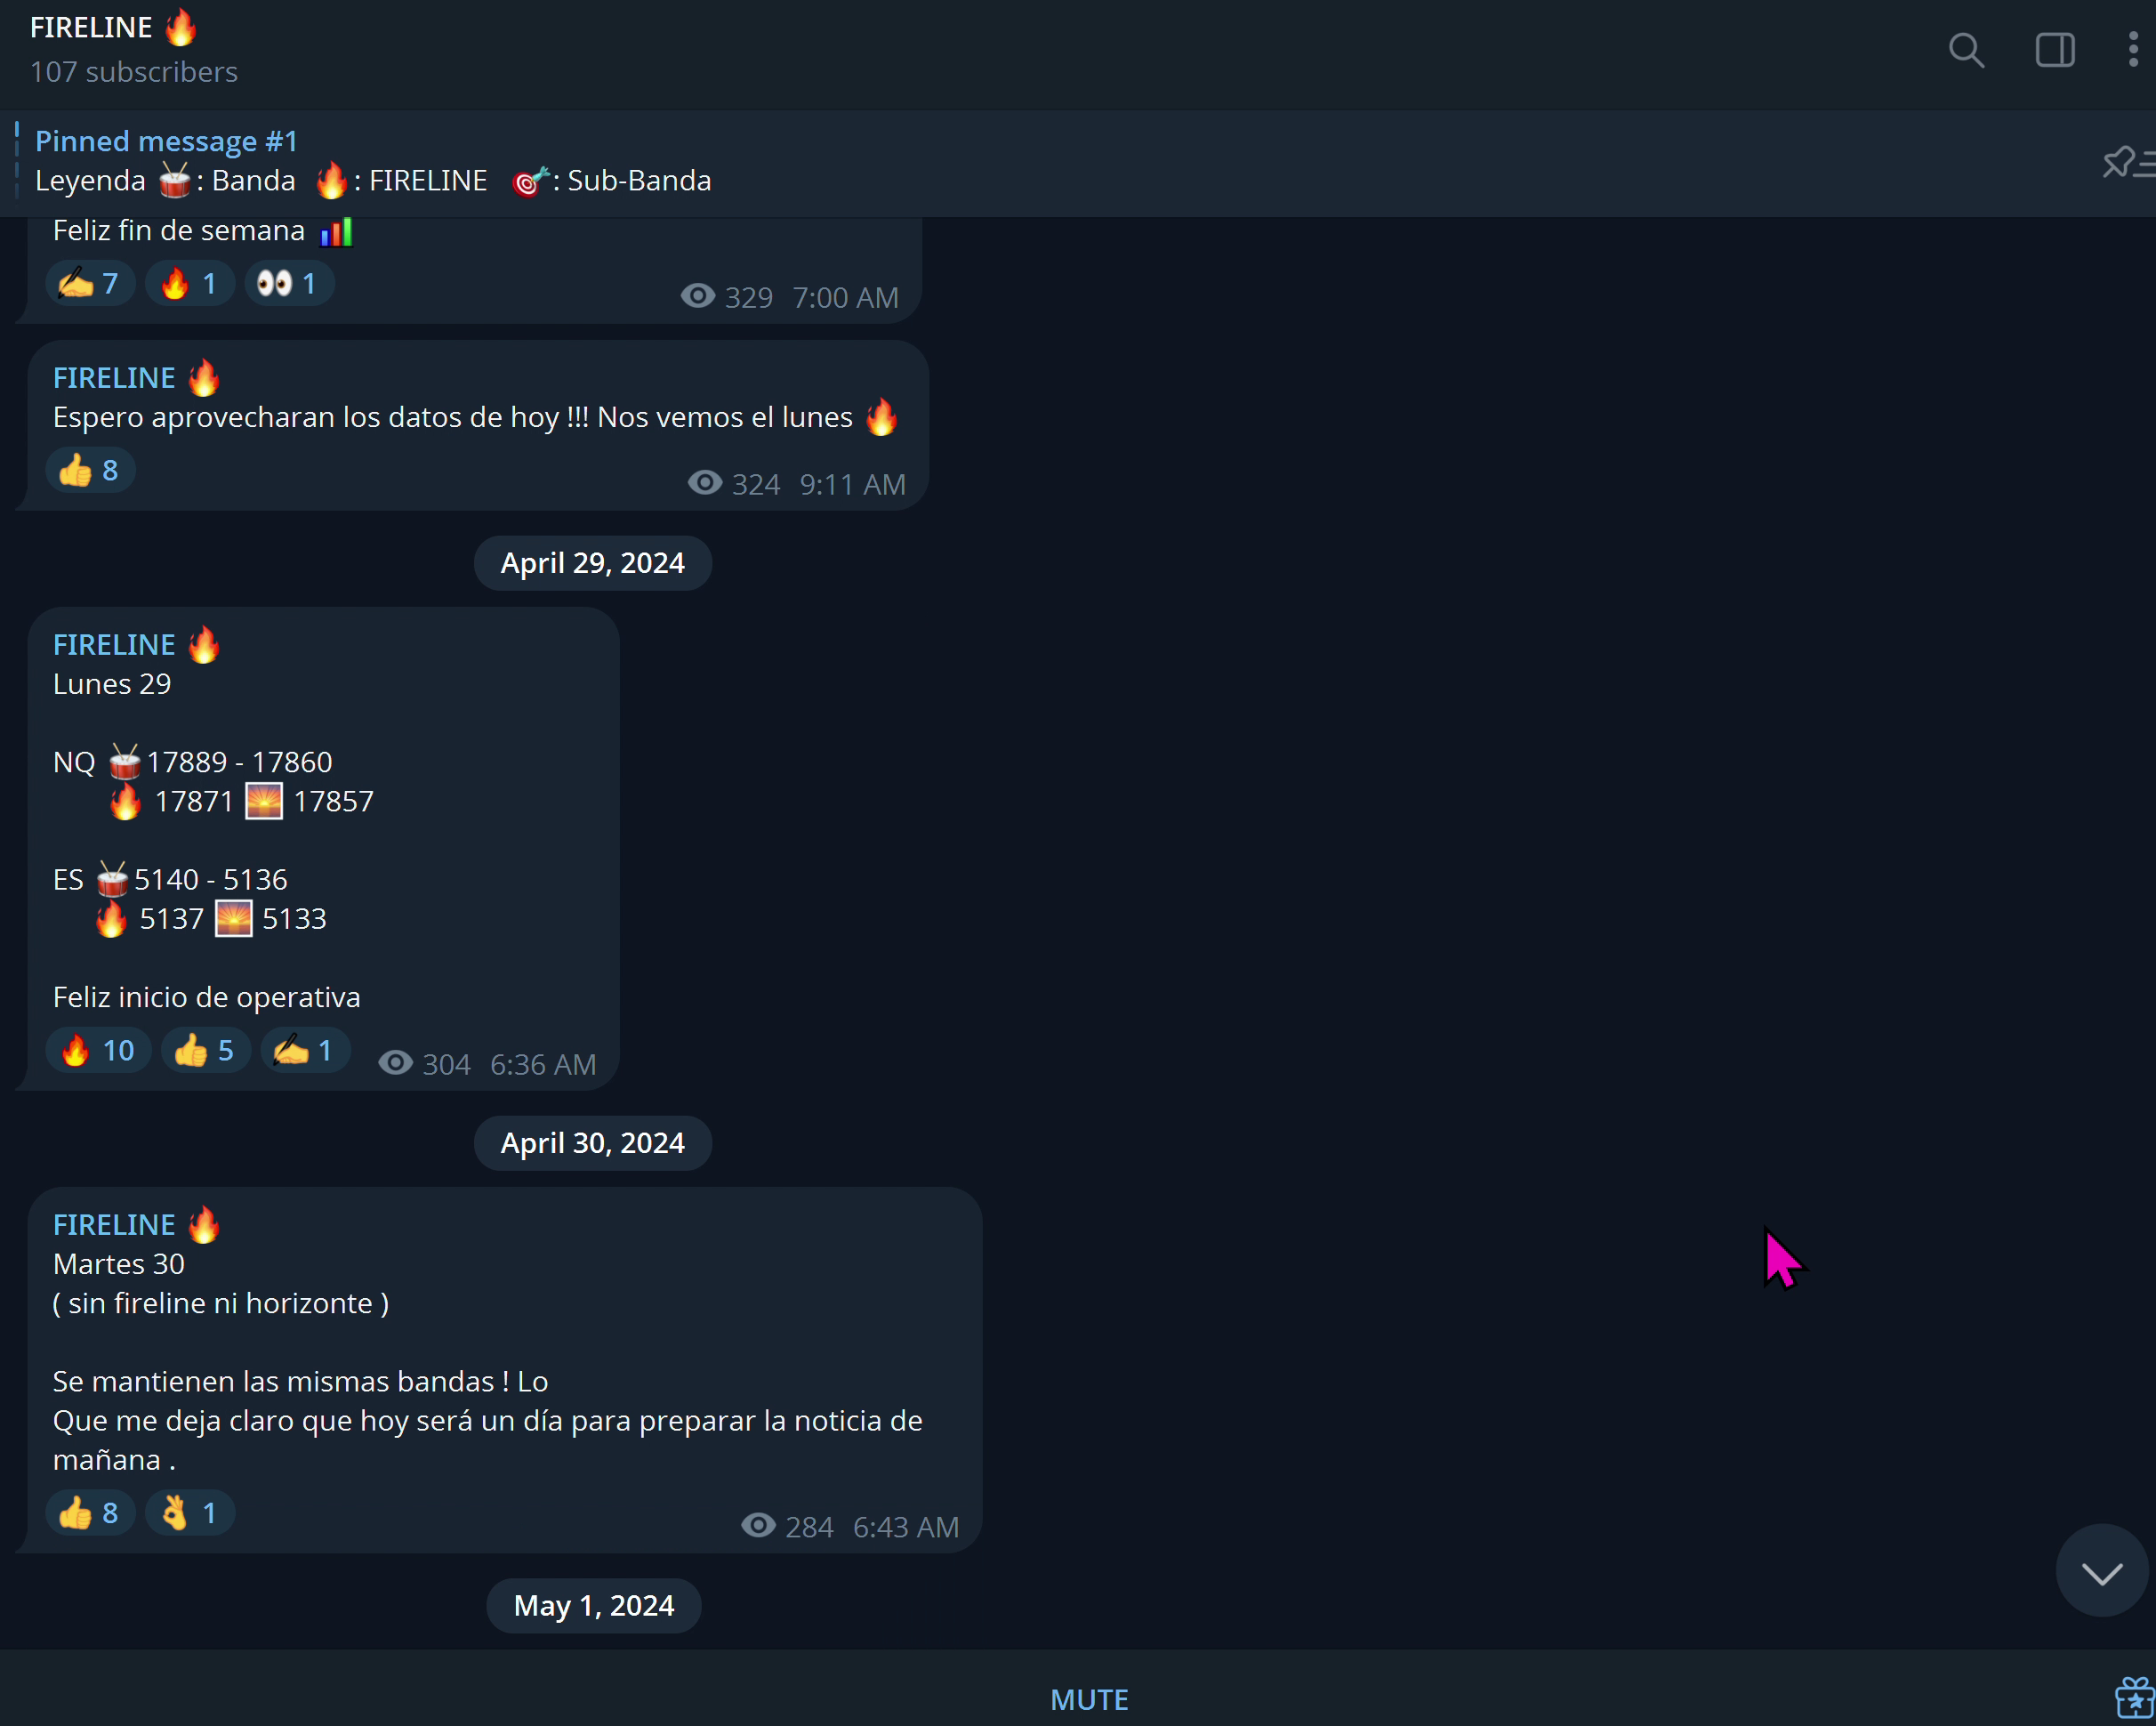 FIRELINE 🔥
107 subscribers
Pinned message #1
Leyenda 🥁: Banda 🔥: FIRELINE 🎯: Sub-Banda
Feliz fin de semana 📊
✍️ 7 🔥 1 👀 1 329 7:00 AM
FIRELINE 🔥
Espero aprovecharan los datos de hoy !!! Nos vemos el lunes 🔥
👍 8 324 9:11 AM
April 29, 2024
FIRELINE 🔥
Lunes 29
NQ 🥁17889 - 17860
🔥 17871 🌅 17857
ES 🥁5140 - 5136
🔥 5137 🌅 5133
Feliz inicio de operativa
🔥 10 👍 5 ✍️ 1 304 6:36 AM
April 30, 2024
FIRELINE 🔥
Martes 30
( sin fireline ni horizonte )
Se mantienen las mismas bandas ! Lo
Que me deja claro que hoy será un día para preparar la noticia de
mañana .
👍 8 👌 1 284 6:43 AM
May 1, 2024
MUTE